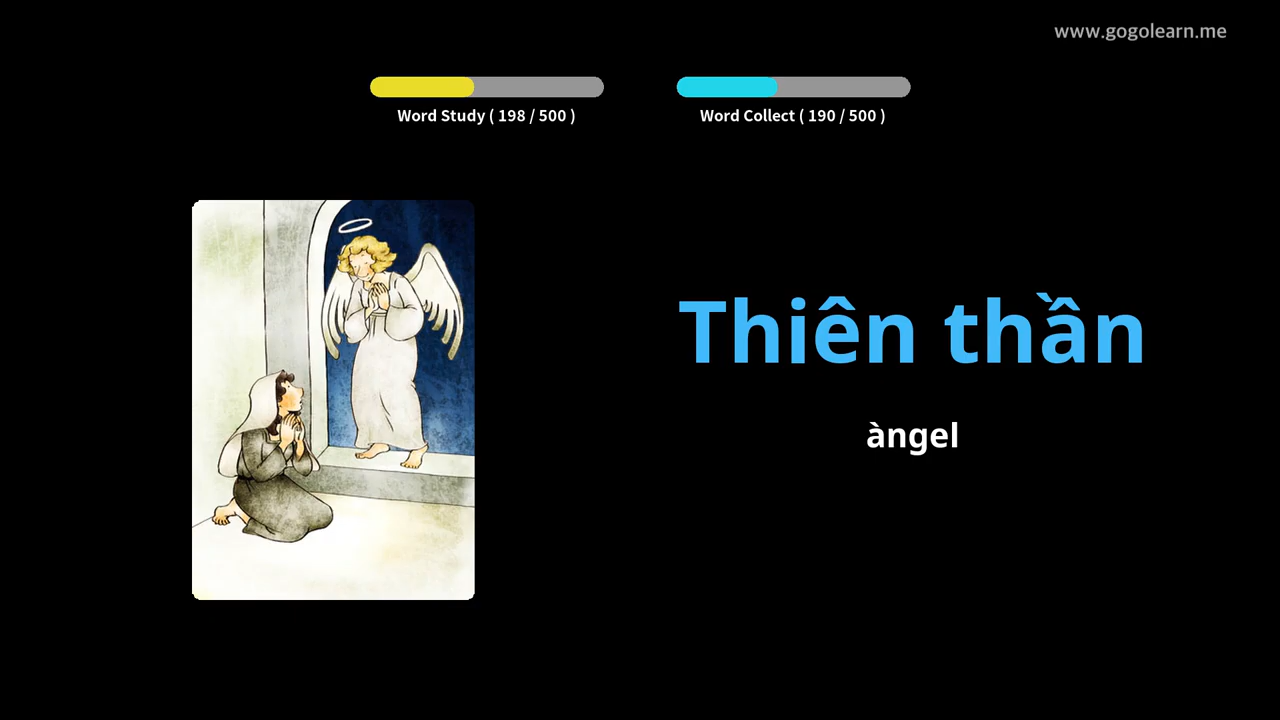 www.gogolearn.me
Word Study ( 198 / 500 )
Word Collect ( 190 / 500 )
Thiên thần
àngel